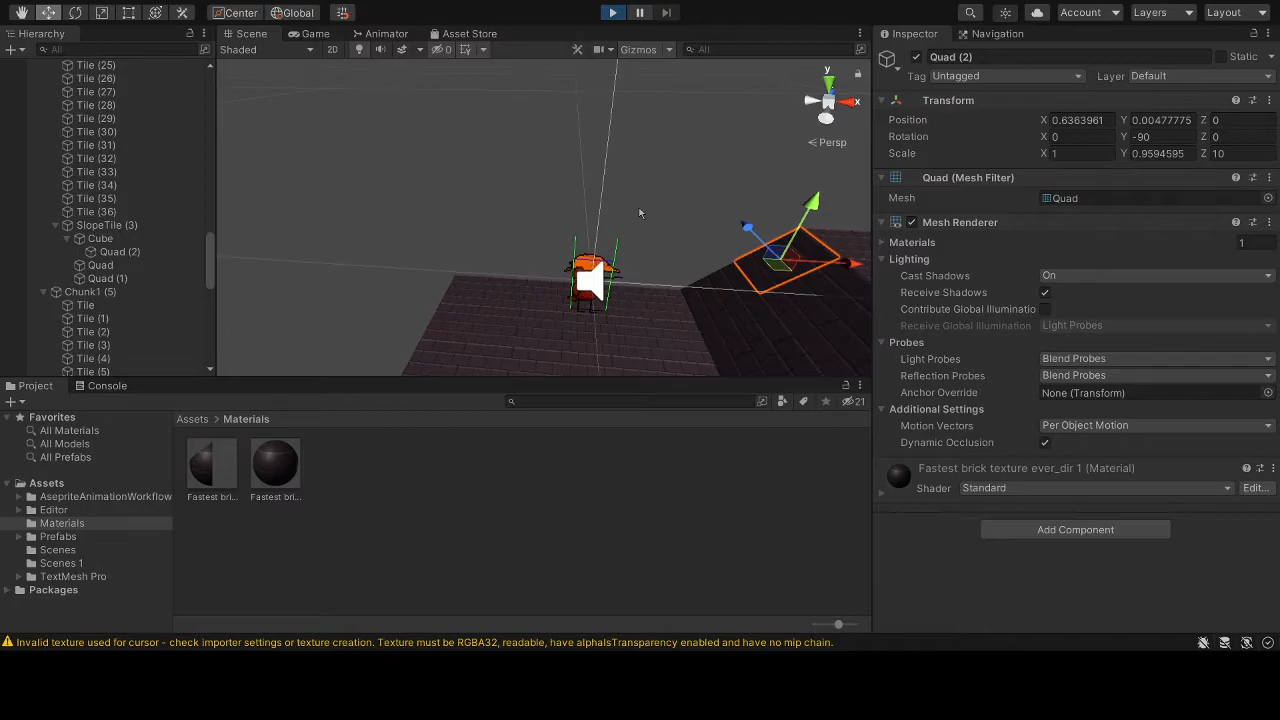 Center
Global
Account
Layers
Layout
Hierarchy
All
Tile (25)
Tile (26)
Tile (27)
Tile (28)
Tile (29)
Tile (30)
Tile (31)
Tile (32)
Tile (33)
Tile (34)
Tile (35)
Tile (36)
SlopeTile (3)
Cube
Quad (2)
Quad
Quad (1)
Chunk1 (5)
Tile
Tile (1)
Tile (2)
Tile (3)
Tile (4)
Tile (5)
Scene
Game
Animator
Asset Store
Shaded
2D
0
Gizmos
All
y
x
Persp
Inspector
Navigation
Quad (2)
Static
Tag Untagged
Layer Default
Transform
Position X 0.6363961 Y 0.00477775 Z 0
Rotation X 0 Y -90 Z 0
Scale X 1 Y 0.9594595 Z 10
Quad (Mesh Filter)
Mesh Quad
Mesh Renderer
Materials 1
Lighting
Cast Shadows On
Receive Shadows
Contribute Global Illuminatio
Receive Global Illumination Light Probes
Probes
Light Probes Blend Probes
Reflection Probes Blend Probes
Anchor Override None (Transform)
Additional Settings
Motion Vectors Per Object Motion
Dynamic Occlusion
Fastest brick texture ever_dir 1 (Material)
Shader Standard Edit...
Add Component
Project
Console
21
Favorites
All Materials
All Models
All Prefabs
Assets
AsepriteAnimationWorkflow
Editor
Materials
Prefabs
Scenes
Scenes 1
TextMesh Pro
Packages
Assets
Materials
Fastest bri...
Fastest bri...
Invalid texture used for cursor - check importer settings or texture creation. Texture must be RGBA32, readable, have alphaIsTransparency enabled and have no mip chain.